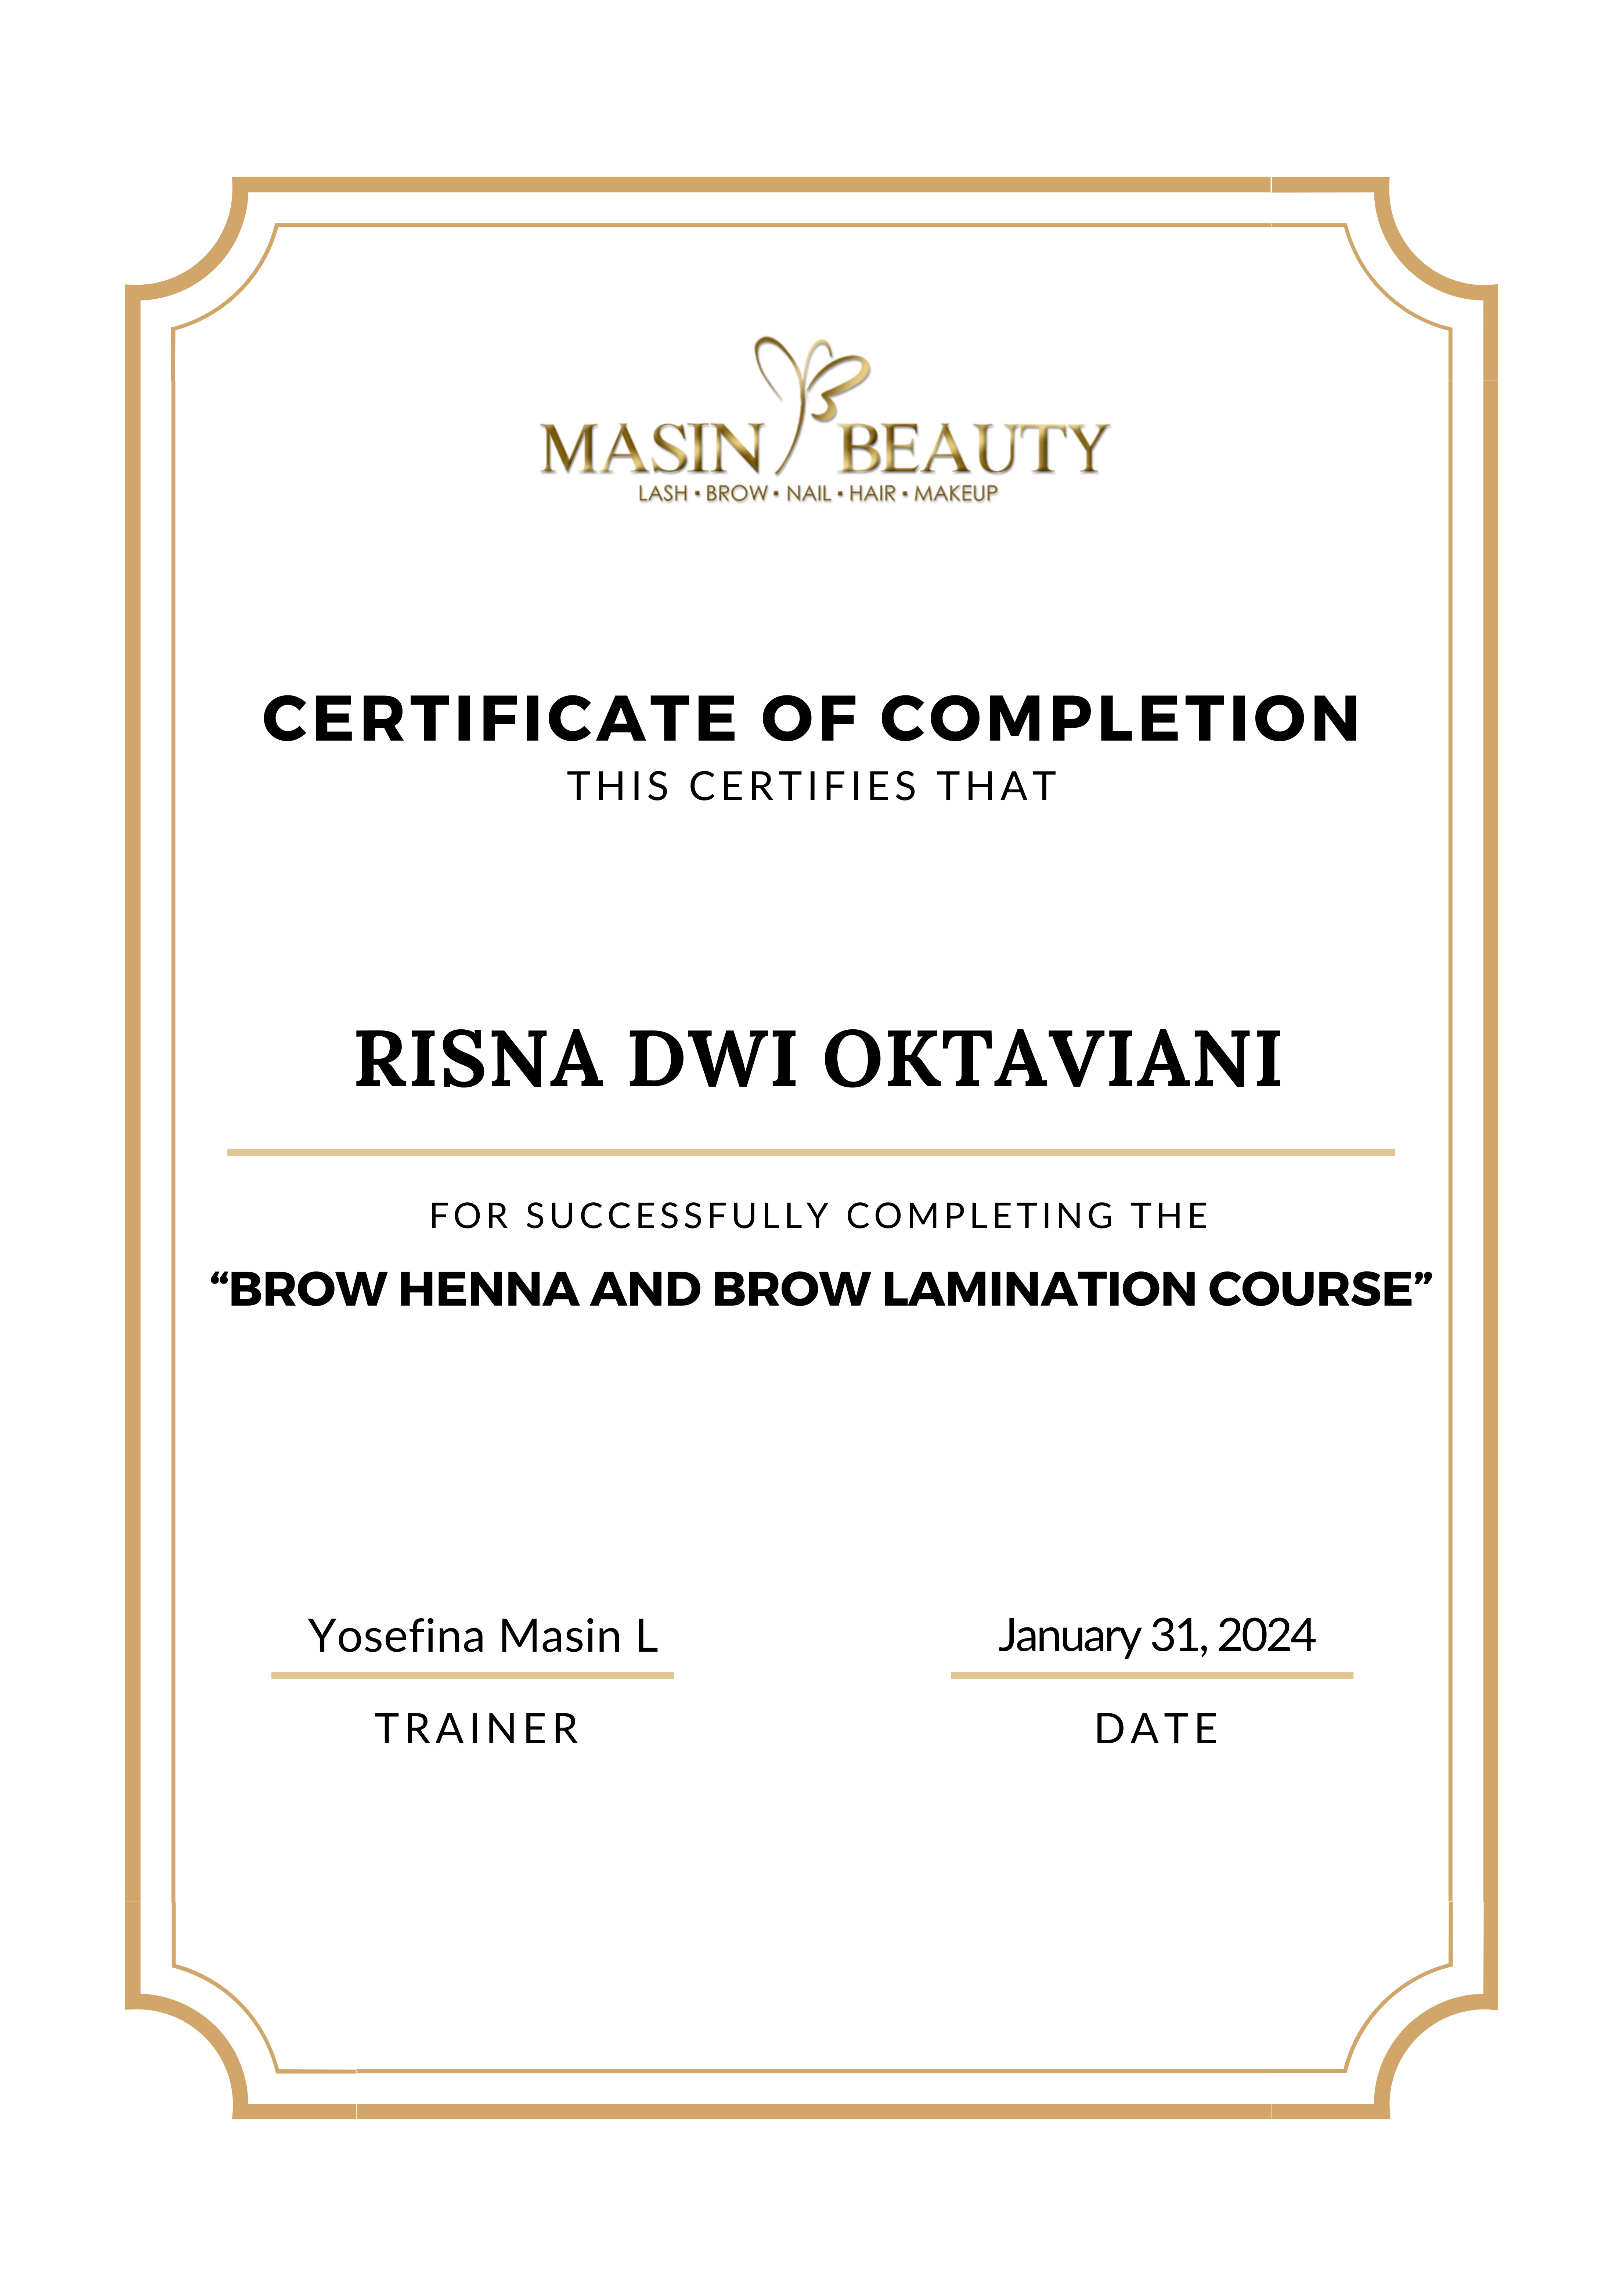 MASIN BEAUTY
LASH • BROW • NAIL • HAIR • MAKEUP
CERTIFICATE OF COMPLETION
THIS CERTIFIES THAT
RISNA DWI OKTAVIANI
FOR SUCCESSFULLY COMPLETING THE
“BROW HENNA AND BROW LAMINATION COURSE”
Yosefina Masin L
TRAINER
January 31, 2024
DATE